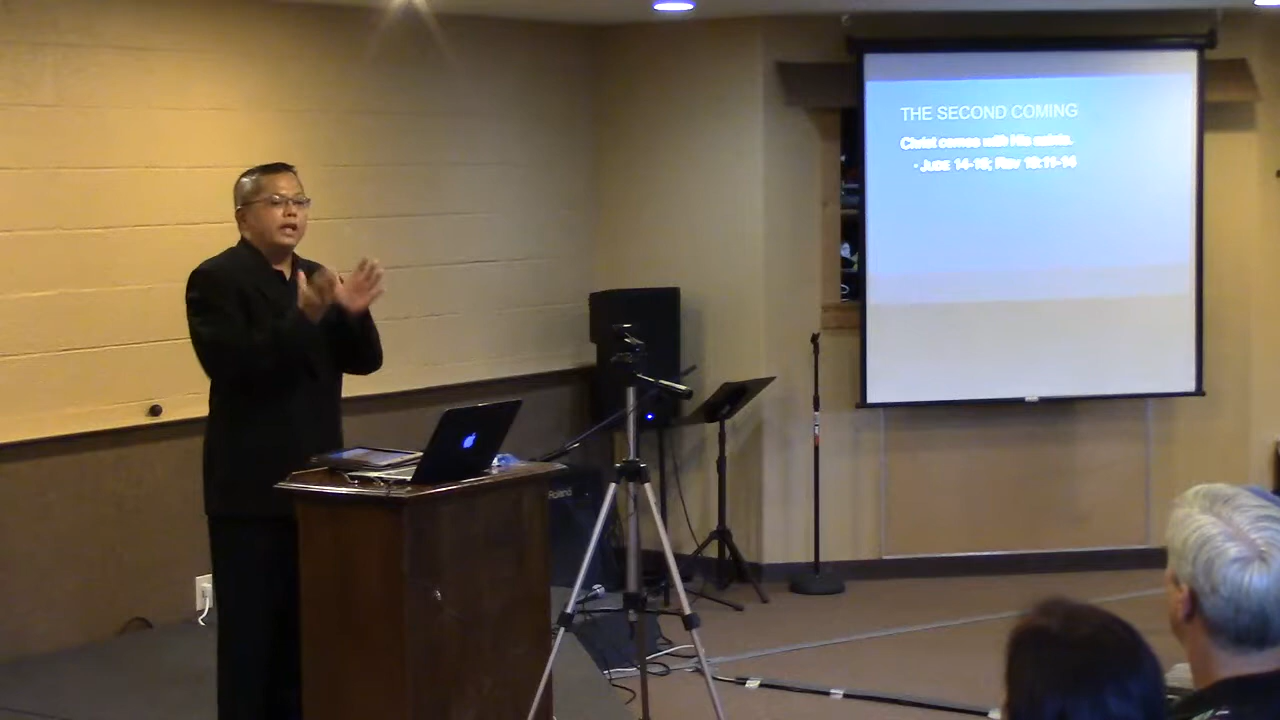 THE SECOND COMING
Christ comes with His saints.
• Jude 14-15; Rev 19:11-14
Roland